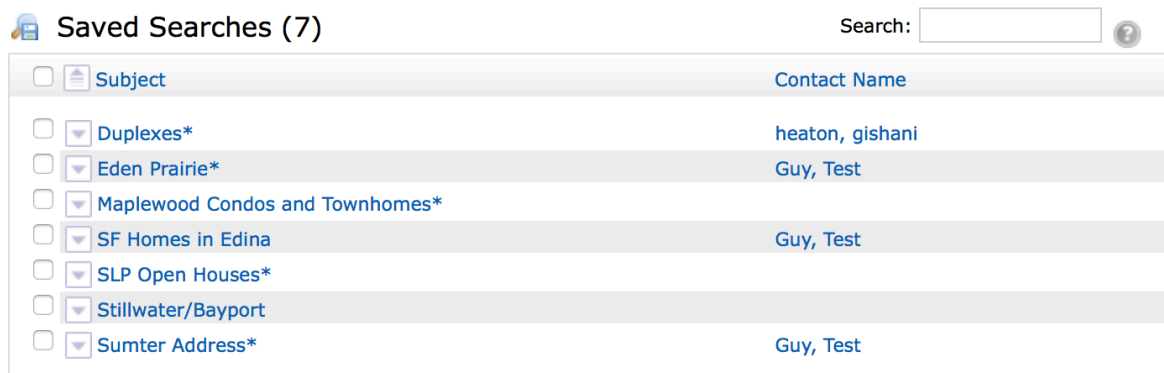 Saved Searches (7) Search: ?
Subject Contact Name
Duplexes* heaton, gishani
Eden Prairie* Guy, Test
Maplewood Condos and Townhomes*
SF Homes in Edina Guy, Test
SLP Open Houses*
Stillwater/Bayport
Sumter Address* Guy, Test